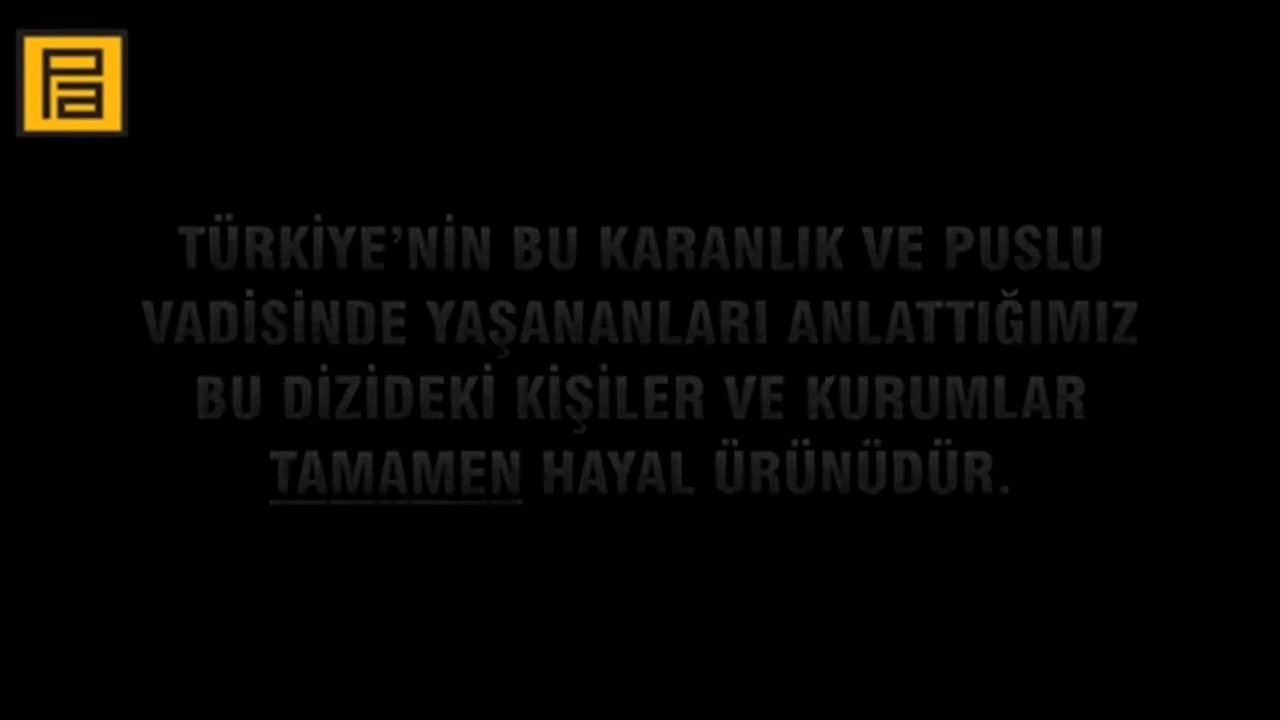 Pa
TÜRKİYE'NİN BU KARANLIK VE PUSLU
VADİSİNDE YAŞANANLARI ANLATTIĞIMIZ
BU DİZİDEKİ KİŞİLER VE KURUMLAR
TAMAMEN HAYAL ÜRÜNÜDÜR.